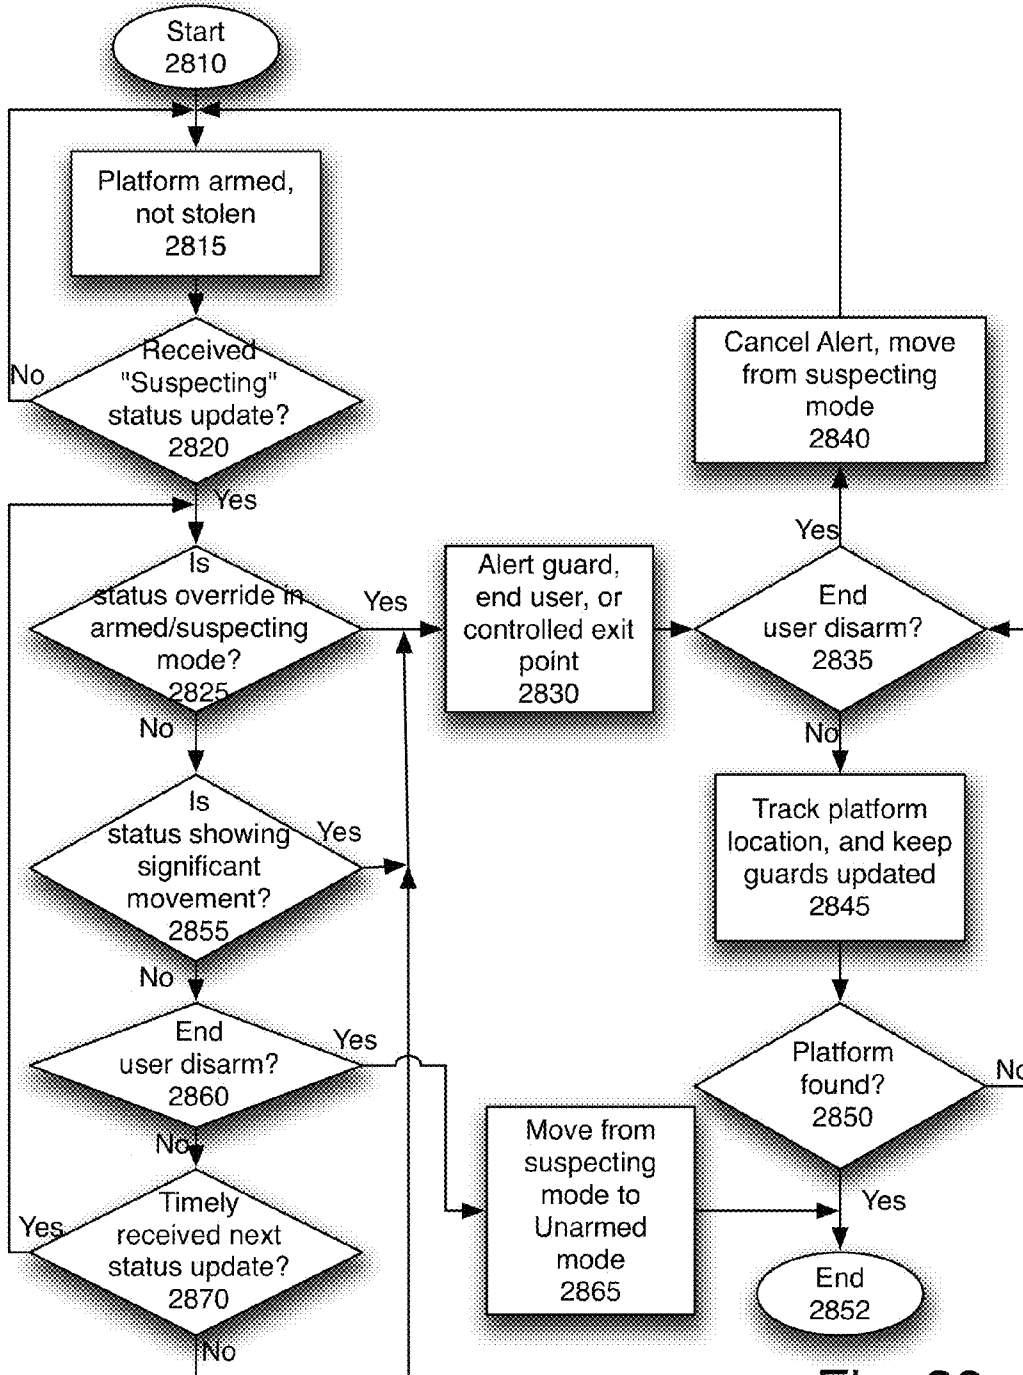 Start
2810
Platform armed,
not stolen
2815
Received
"Suspecting"
status update?
2820
No
Yes
Is
status override in
armed/suspecting
mode?
2825
Yes
No
Alert guard,
end user, or
controlled exit
point
2830
End
user disarm?
2835
Yes
No
Cancel Alert, move
from suspecting
mode
2840
Track platform
location, and keep
guards updated
2845
Platform
found?
2850
No
Yes
End
2852
Is
status showing
significant
movement?
2855
Yes
No
End
user disarm?
2860
Yes
No
Move from
suspecting
mode to
Unarmed
mode
2865
Timely
received next
status update?
2870
Yes
No